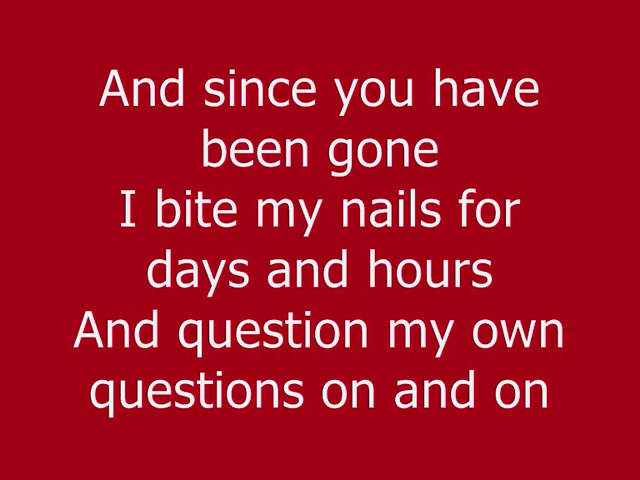 And since you have
been gone
I bite my nails for
days and hours
And question my own
questions on and on